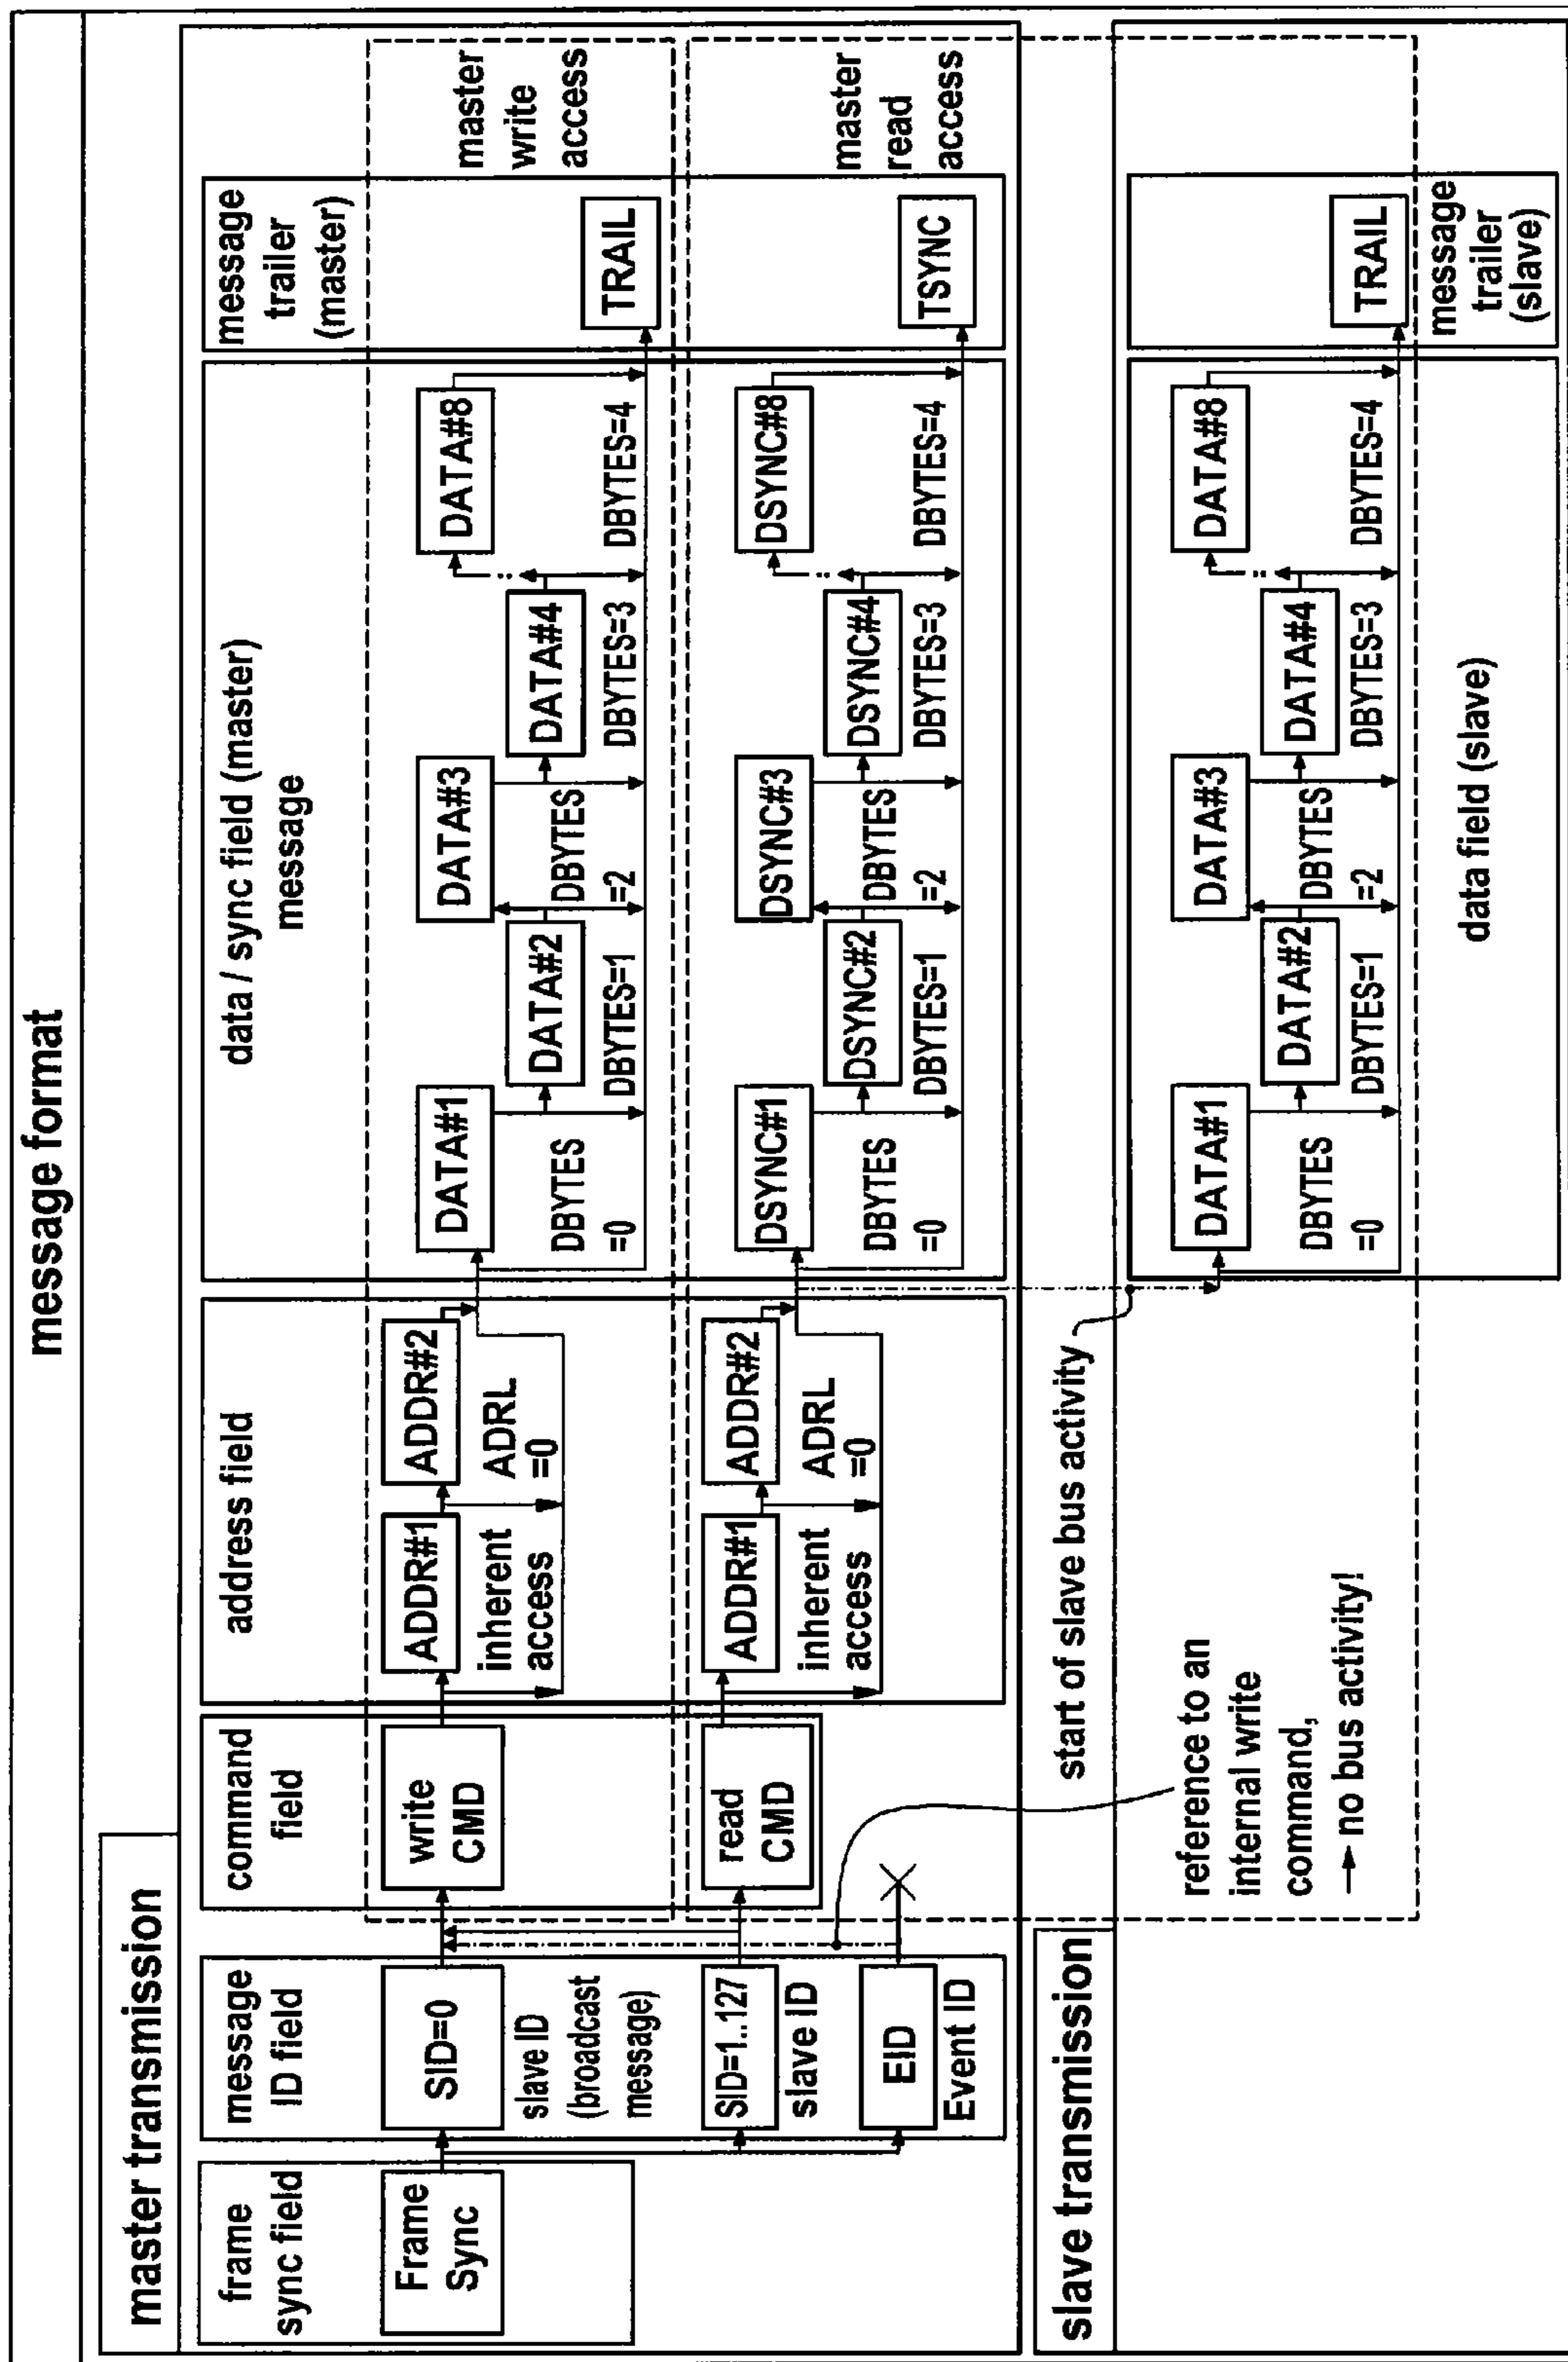 message format
master transmission
frame
sync field
Frame
Sync
message
ID field
SID=0
slave ID
(broadcast
message)
SID=1..127
slave ID
EID
Event ID
command
field
write
CMD
read
CMD
address field
ADDR#1
ADDR#2
inherent
access
ADRL
=0
ADDR#1
ADDR#2
inherent
access
ADRL
=0
data / sync field (master)
message
DATA#1
DATA#2
DATA#3
DATA#4
DATA#8
DBYTES
=0
DBYTES=1
DBYTES
=2
DBYTES=3
DBYTES=4
DSYNC#1
DSYNC#2
DSYNC#3
DSYNC#4
DSYNC#8
DBYTES
=0
DBYTES=1
DBYTES
=2
DBYTES=3
DBYTES=4
message
trailer
(master)
TRAIL
TSYNC
master
write
access
master
read
access
start of slave bus activity
reference to an
internal write
command,
→ no bus activity!
slave transmission
DATA#1
DATA#2
DATA#3
DATA#4
DATA#8
DBYTES
=0
DBYTES=1
DBYTES
=2
DBYTES=3
DBYTES=4
data field (slave)
TRAIL
message
trailer
(slave)